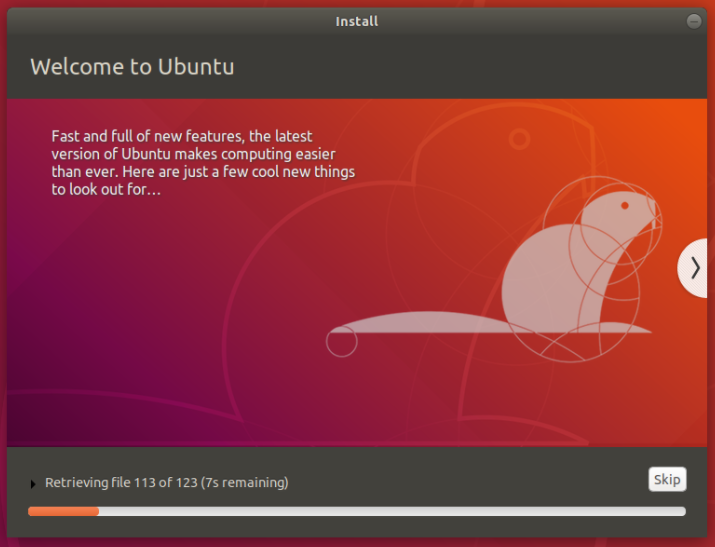 Install
Welcome to Ubuntu
Fast and full of new features, the latest
version of Ubuntu makes computing easier
than ever. Here are just a few cool new things
to look out for…
Retrieving file 113 of 123 (7s remaining)
Skip